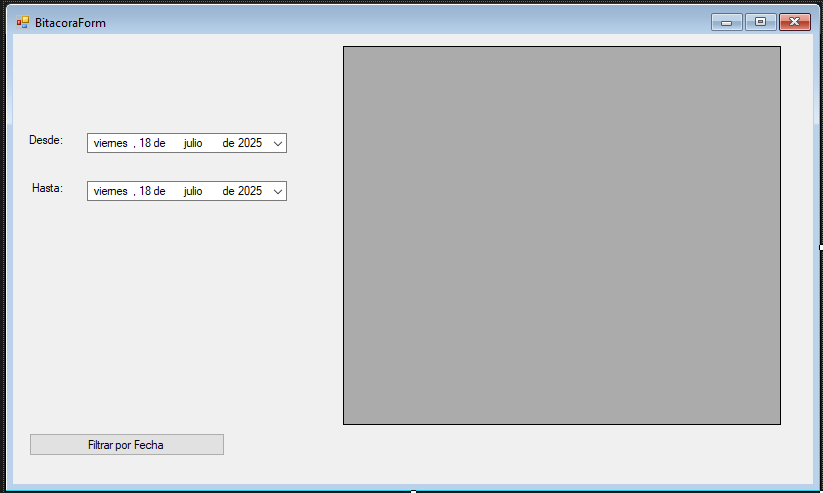 BitacoraForm
Desde: viernes , 18 de julio de 2025
Hasta: viernes , 18 de julio de 2025
Filtrar por Fecha